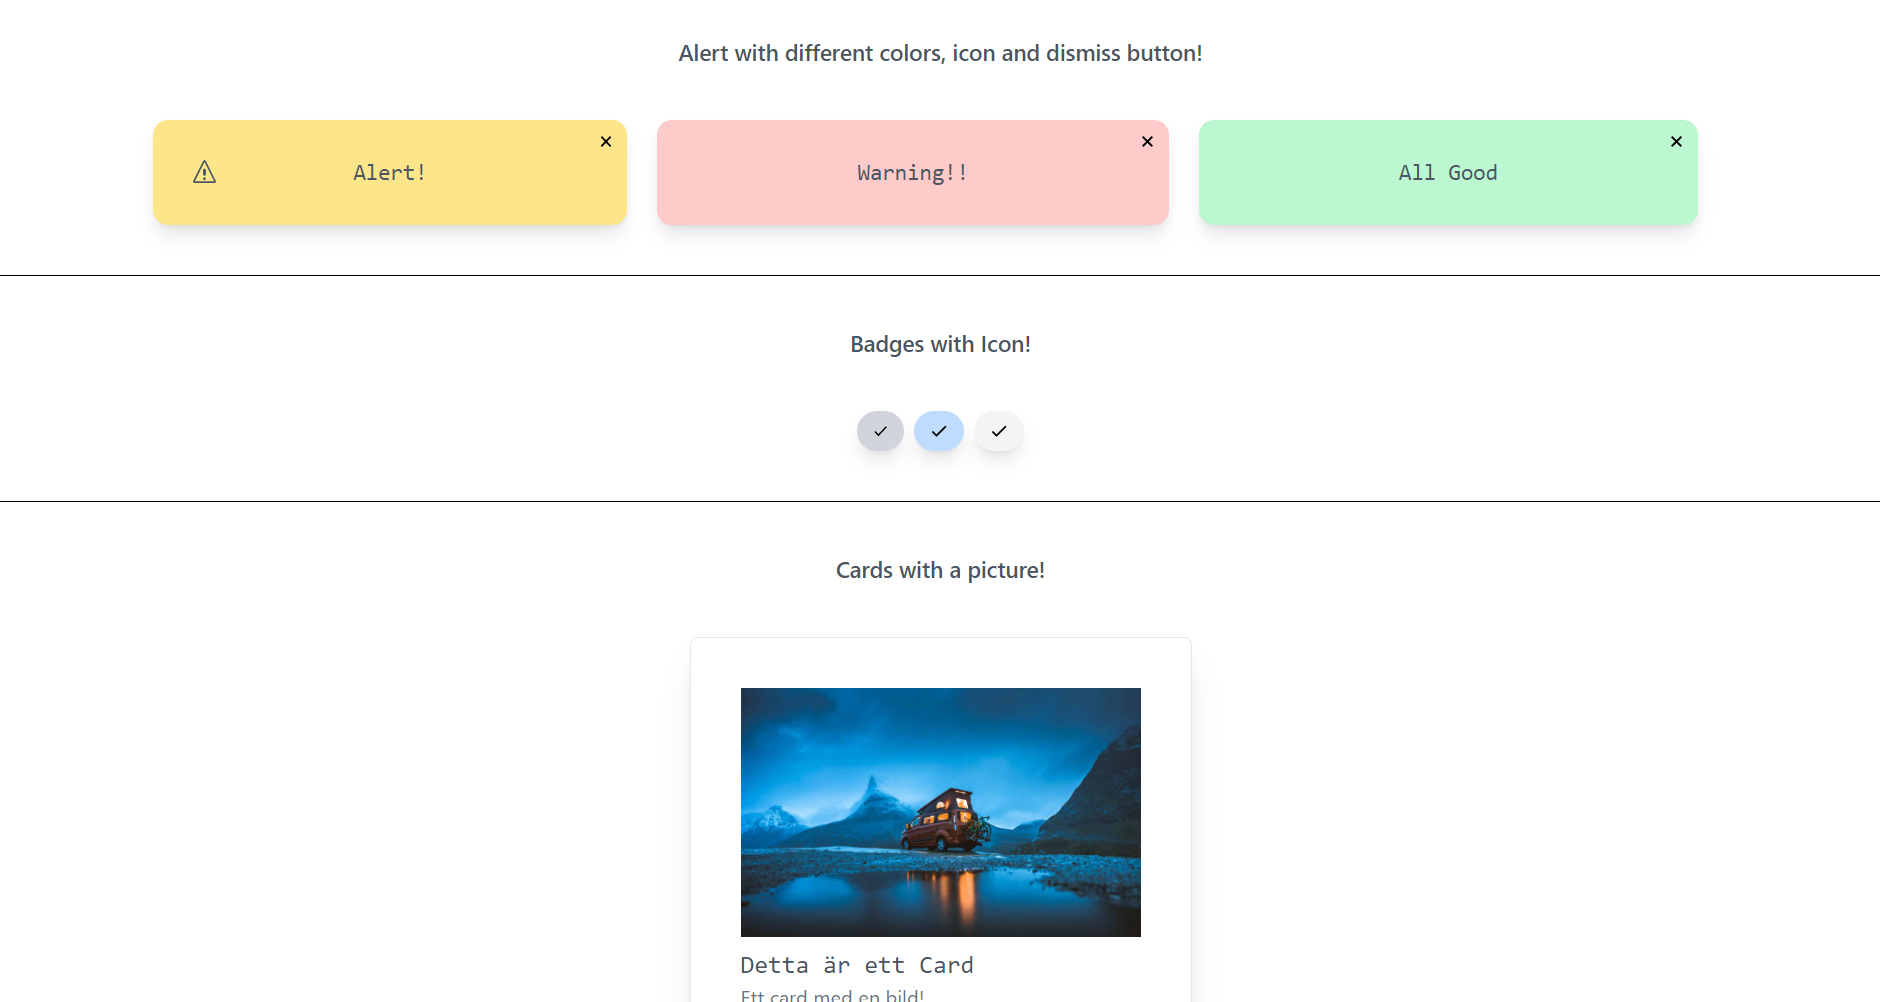 Alert with different colors, icon and dismiss button!
Alert!
Warning!!
All Good
Badges with Icon!
Cards with a picture!
Detta är ett Card
Ett card med en bild!